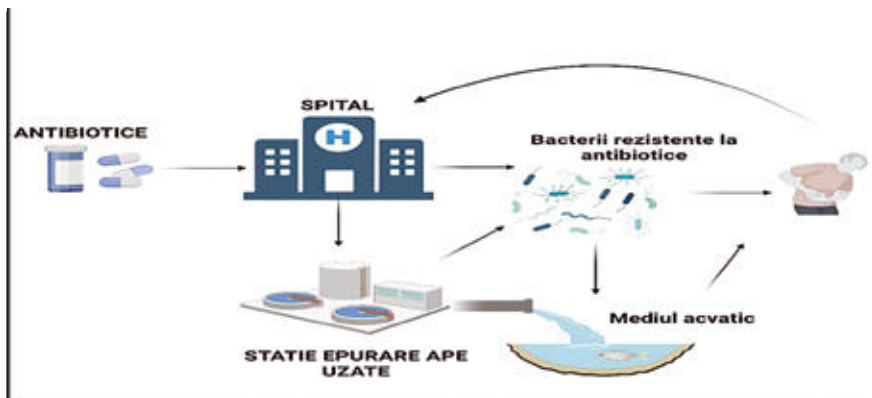 SPITAL
H
ANTIBIOTICE
Bacterii rezistente la
antibiotice
Mediul acvatic
STATIE EPURARE APE
UZATE